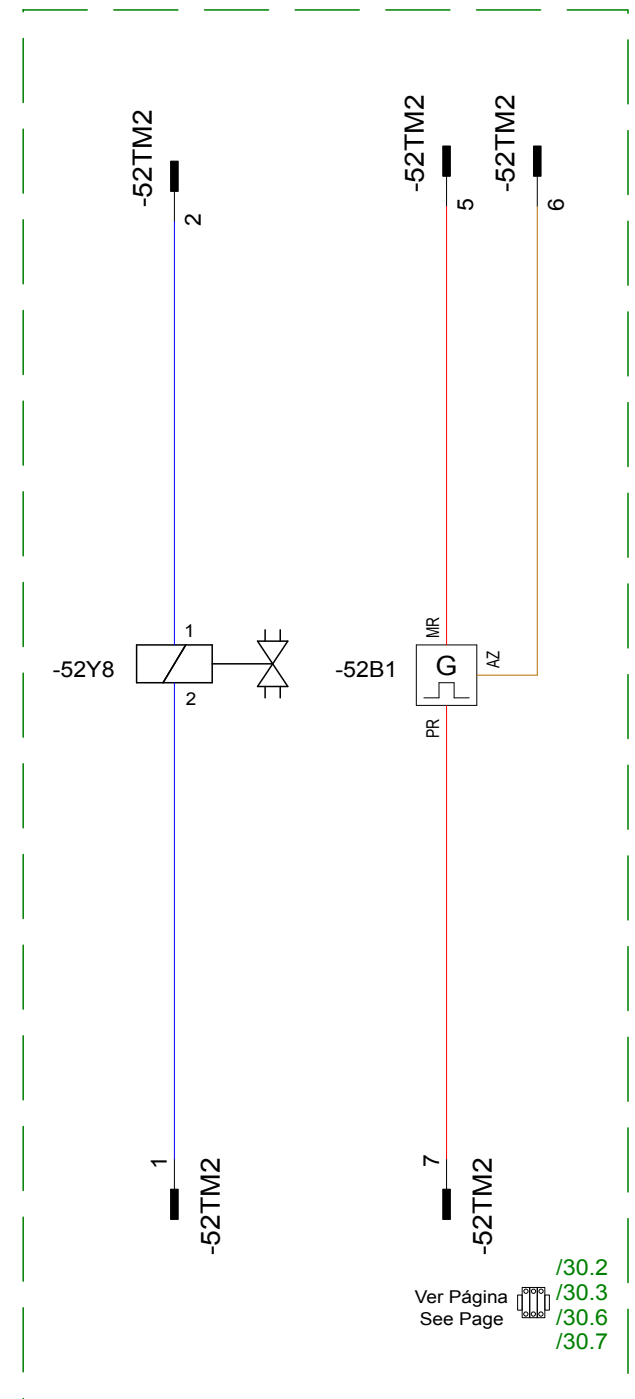 -52TM2
2
-52TM2
5
-52TM2
6
-52Y8
1
2
-52B1
MR
G
AZ
PR
1
-52TM2
7
-52TM2
Ver Página
See Page
/30.2
/30.3
/30.6
/30.7